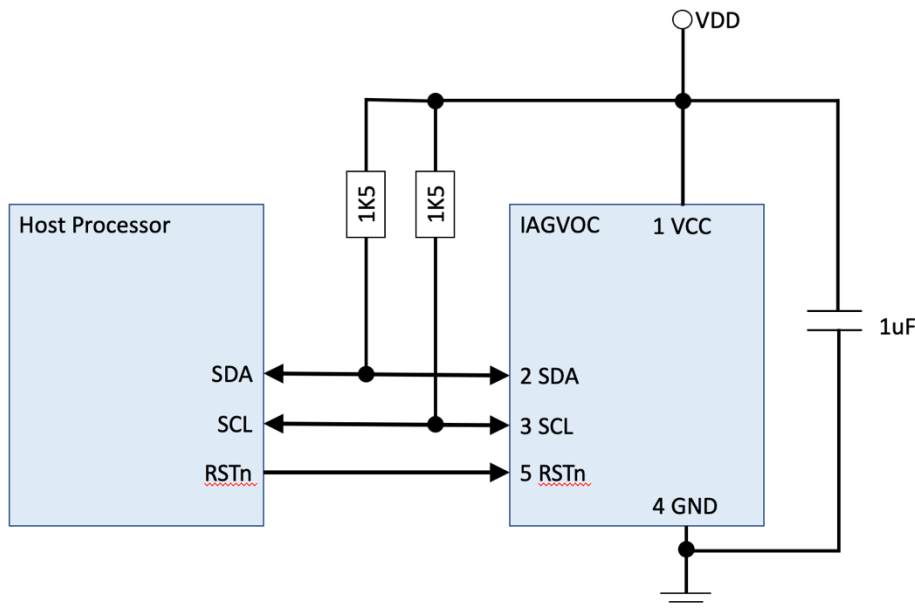 VDD
1K5
1K5
Host Processor
IAGVOC
1 VCC
1uF
SDA
2 SDA
SCL
3 SCL
RSTn
5 RSTn
4 GND